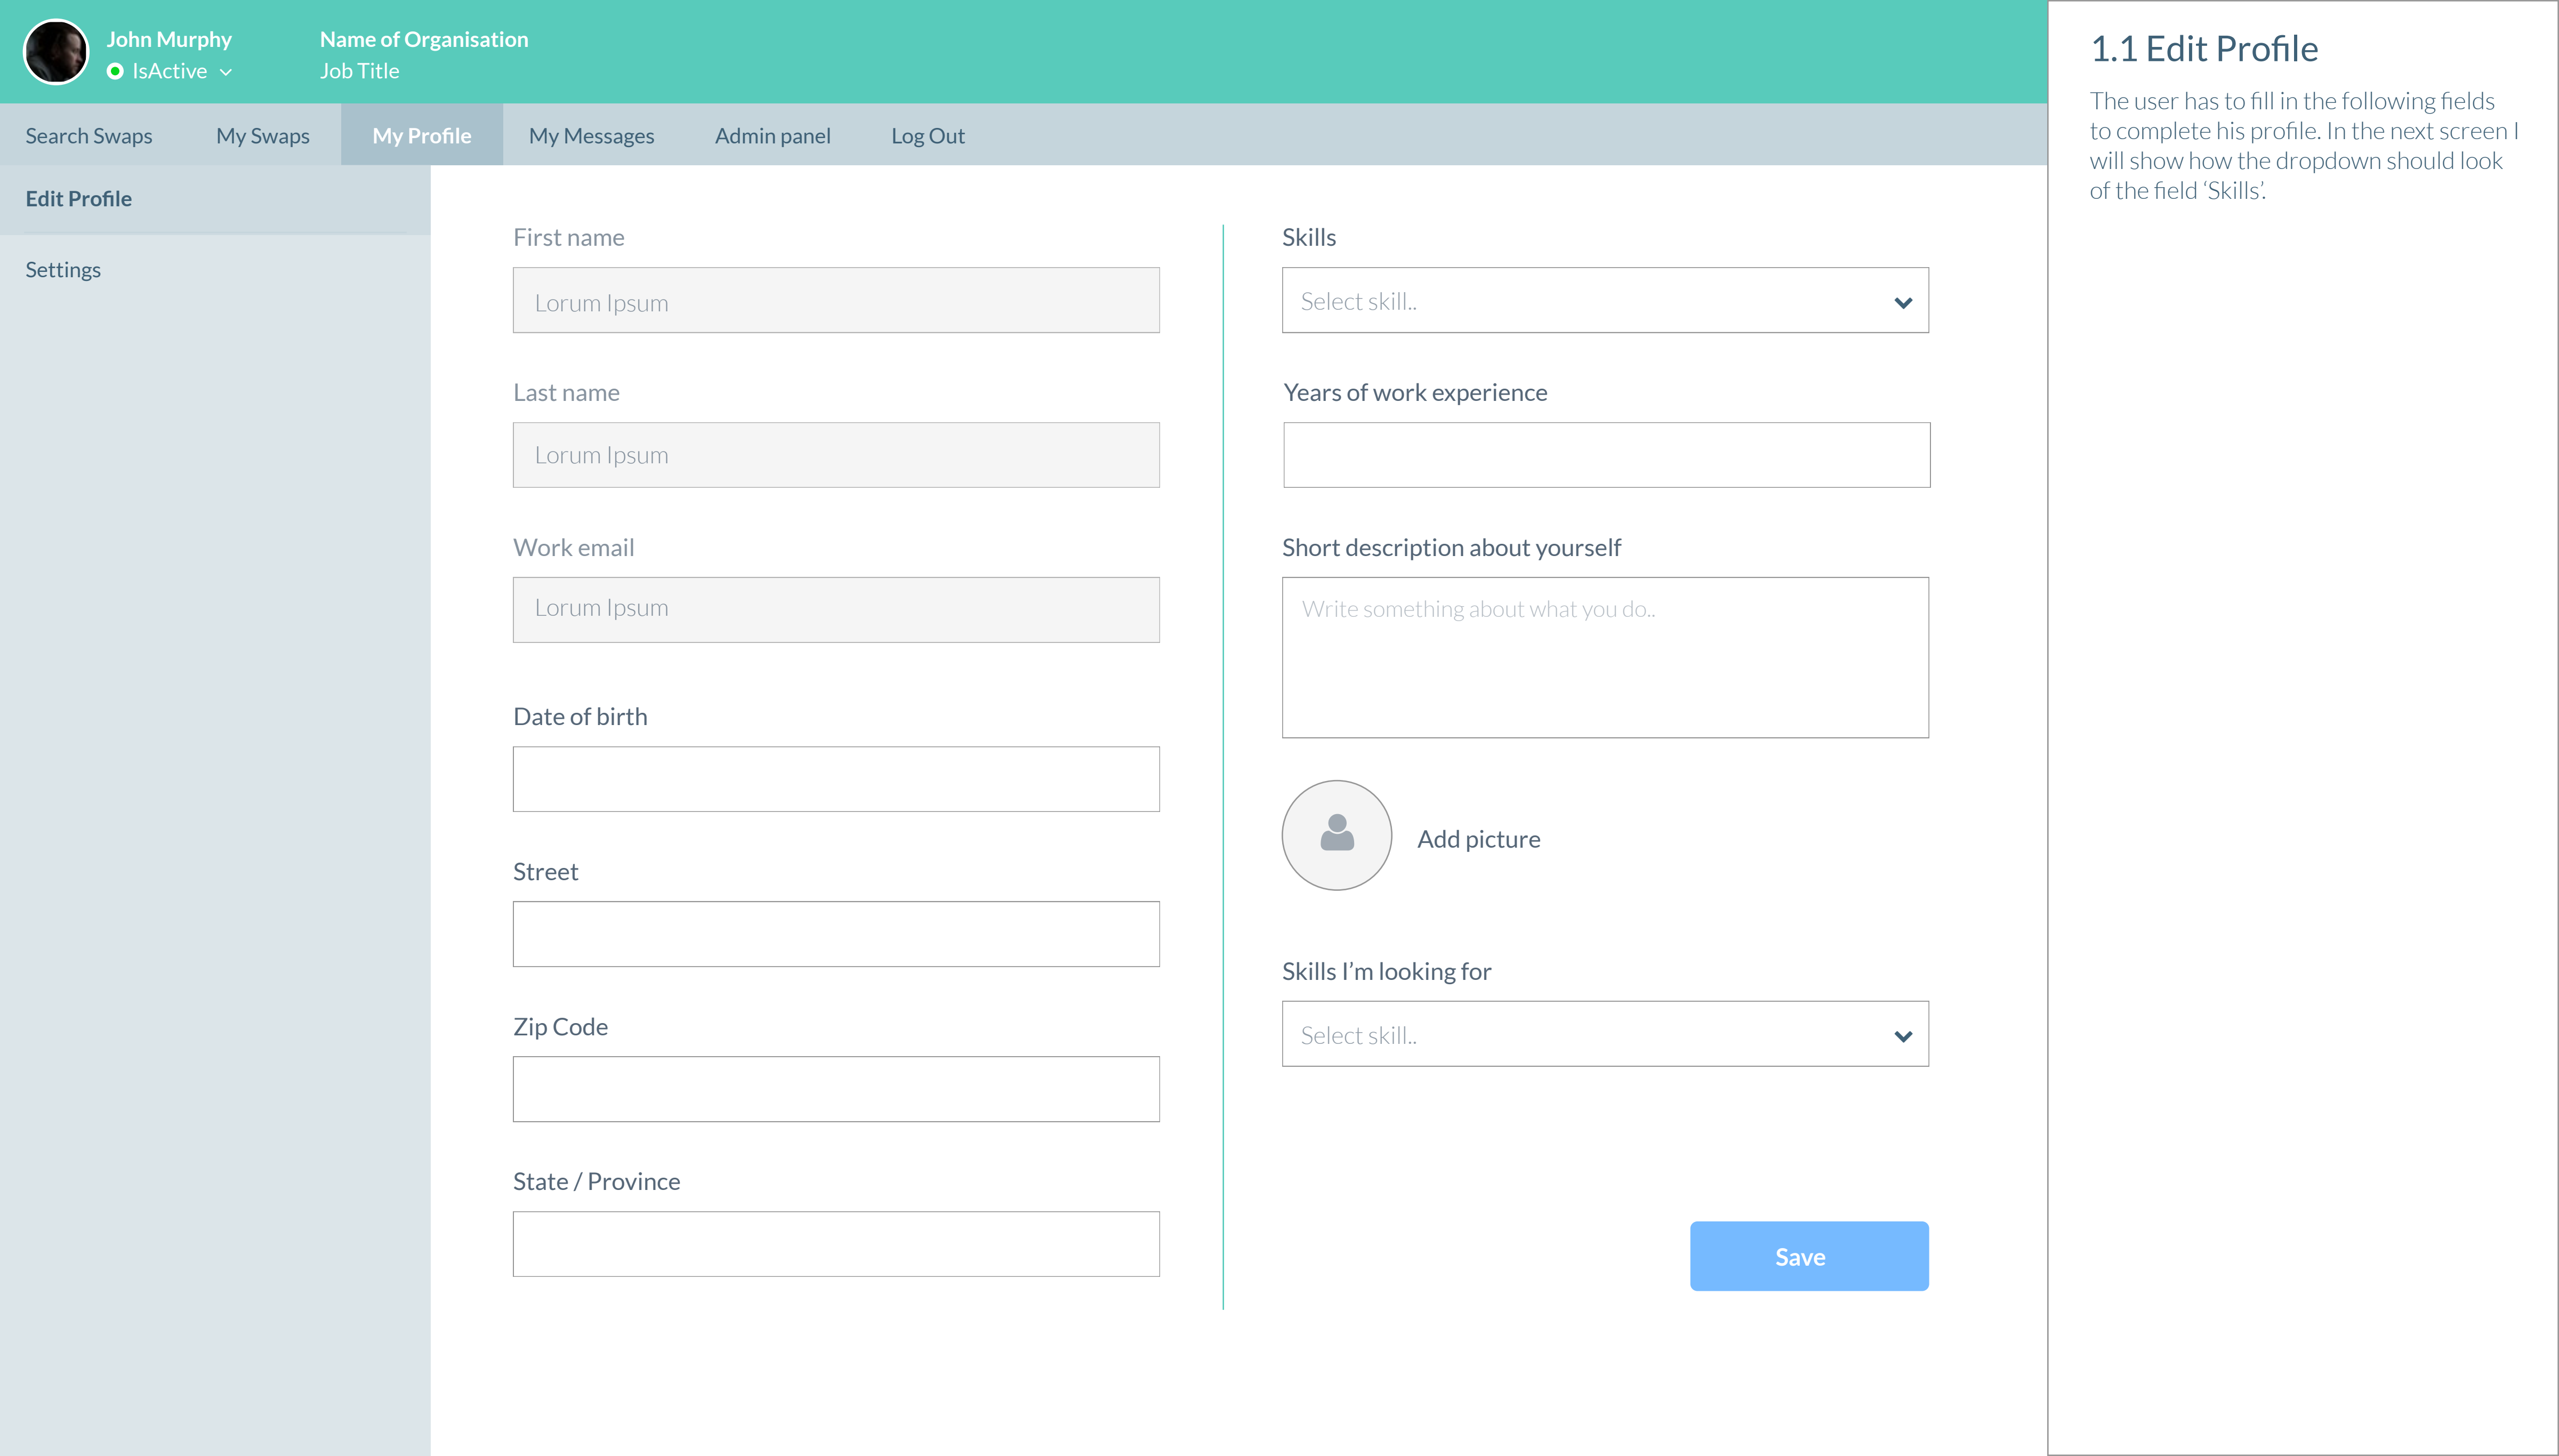 John Murphy
IsActive
Name of Organisation
Job Title
Search Swaps
My Swaps
My Profile
My Messages
Admin panel
Log Out
Edit Profile
Settings
First name
Lorum Ipsum
Last name
Lorum Ipsum
Work email
Lorum Ipsum
Date of birth
Street
Zip Code
State / Province
Skills
Select skill..
Years of work experience
Short description about yourself
Write something about what you do..
Add picture
Skills I’m looking for
Select skill..
Save
1.1 Edit Profile
The user has to fill in the following fields
to complete his profile. In the next screen I
will show how the dropdown should look
of the field ‘Skills’.